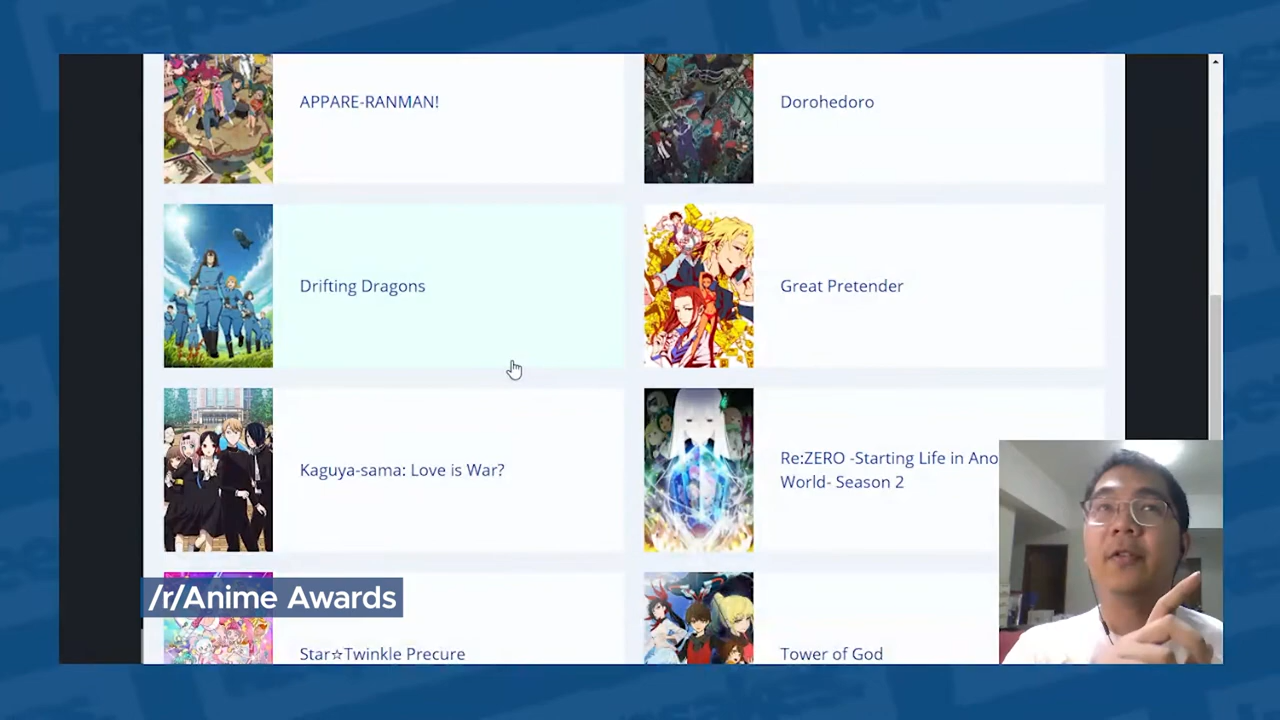 keepsa
APPARE-RANMAN!
Dorohedoro
Drifting Dragons
Great Pretender
Kaguya-sama: Love is War?
Re:ZERO -Starting Life in Ano
World- Season 2
/r/Anime Awards
Star☆Twinkle Precure
Tower of God